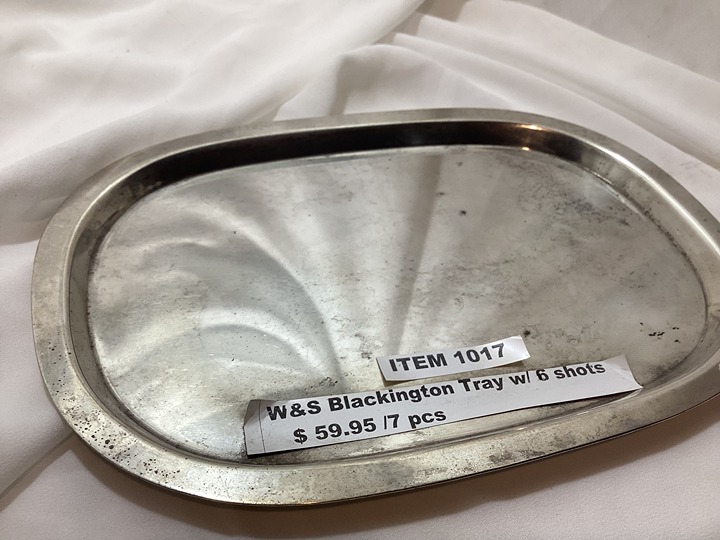 ITEM 1017
W&S Blackington Tray w/ 6 shots
$ 59.95 /7 pcs